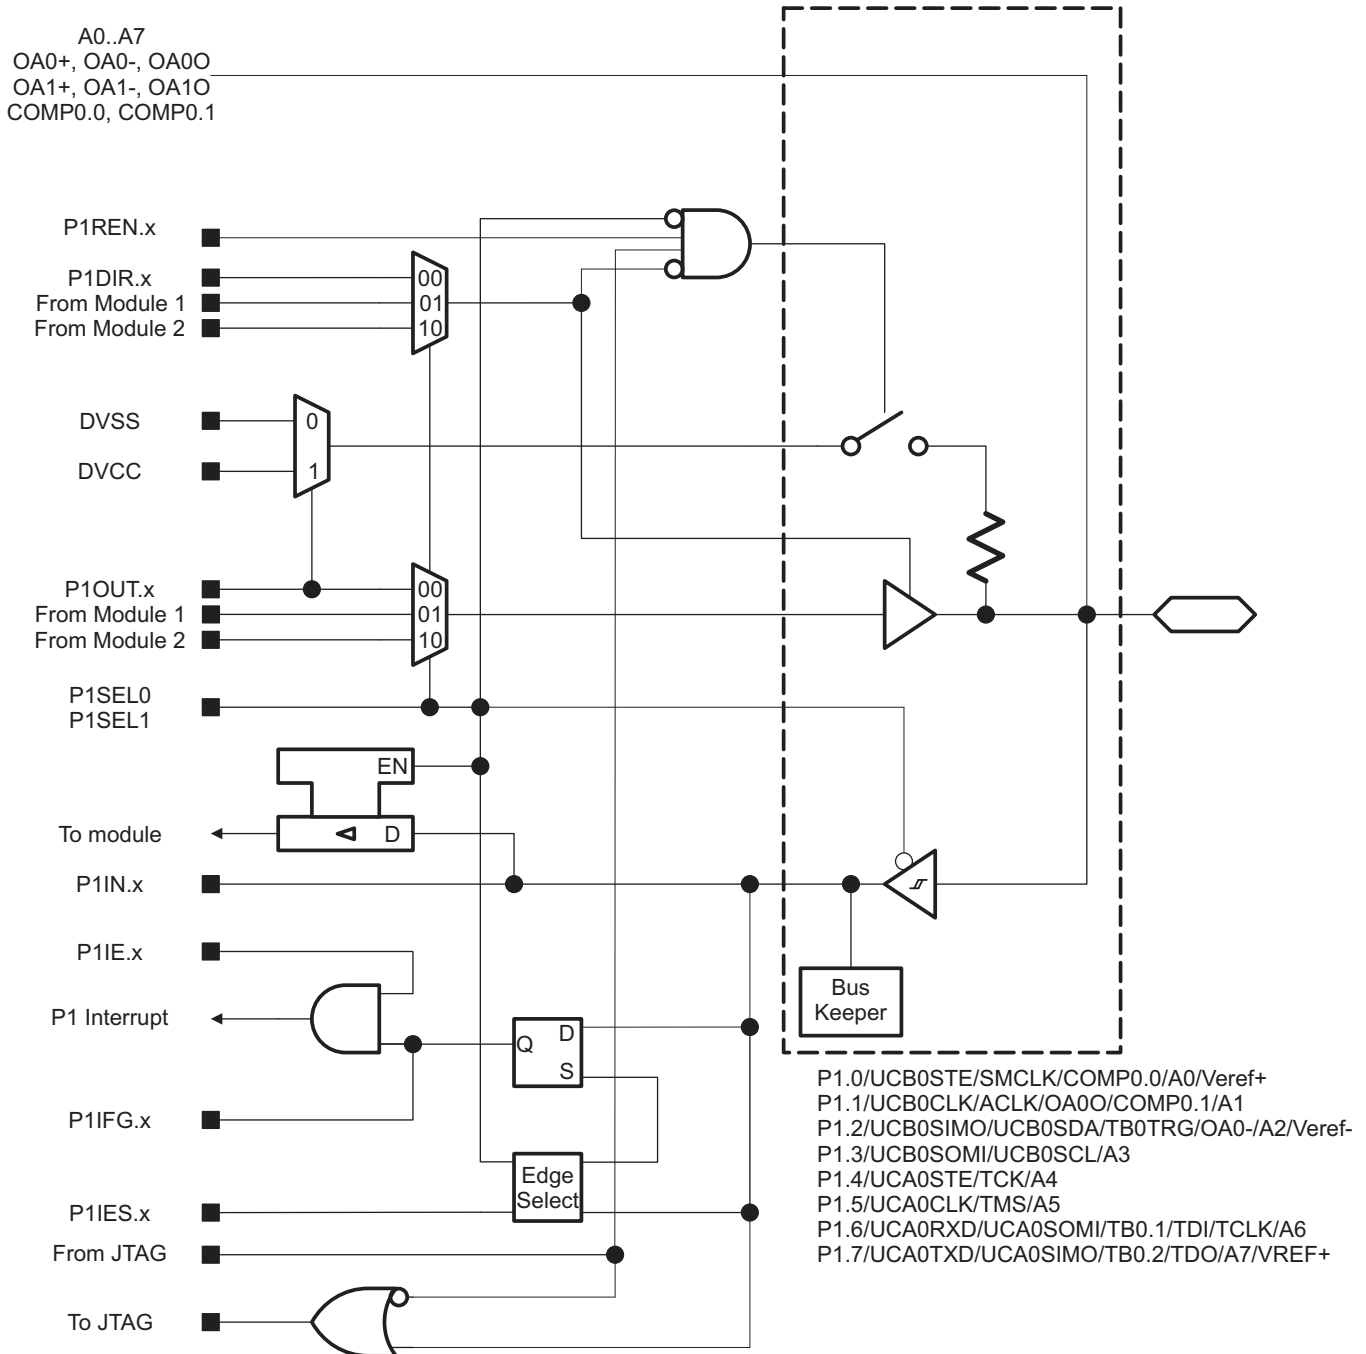 A0..A7
OA0+, OA0-, OA0O
OA1+, OA1-, OA1O
COMP0.0, COMP0.1
P1REN.x
P1DIR.x
00
From Module 1
01
From Module 2
10
DVSS
0
DVCC
1
P1OUT.x
00
From Module 1
01
From Module 2
10
P1SEL0
P1SEL1
EN
To module
D
P1IN.x
P1IE.x
Bus
Keeper
P1 Interrupt
D
Q
S
P1IFG.x
Edge
Select
P1IES.x
From JTAG
To JTAG
P1.0/UCB0STE/SMCLK/COMP0.0/A0/Veref+
P1.1/UCB0CLK/ACLK/OA0O/COMP0.1/A1
P1.2/UCB0SIMO/UCB0SDA/TB0TRG/OA0-/A2/Veref-
P1.3/UCB0SOMI/UCB0SCL/A3
P1.4/UCA0STE/TCK/A4
P1.5/UCA0CLK/TMS/A5
P1.6/UCA0RXD/UCA0SOMI/TB0.1/TDI/TCLK/A6
P1.7/UCA0TXD/UCA0SIMO/TB0.2/TDO/A7/VREF+